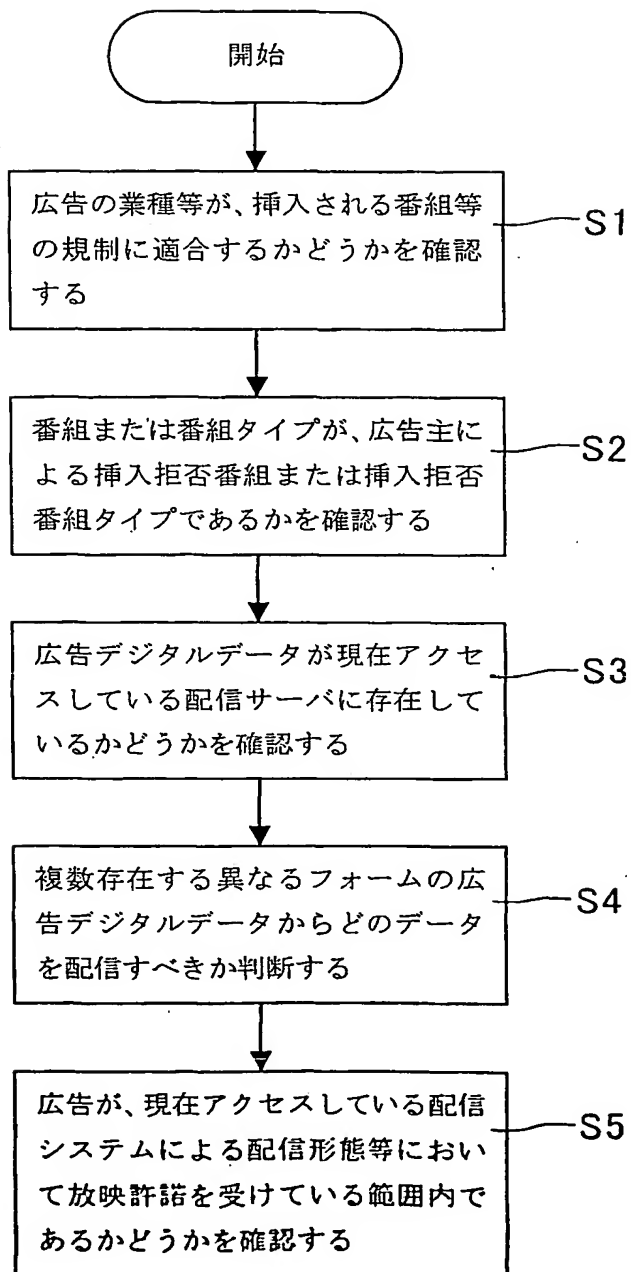 開始
広告の業種等が、挿入される番組等
の規制に適合するかどうかを確認
する
S1
番組または番組タイプが、広告主に
よる挿入拒否番組または挿入拒否
番組タイプであるかを確認する
S2
広告デジタルデータが現在アクセ
スしている配信サーバに存在して
いるかどうかを確認する
S3
複数存在する異なるフォームの広
告デジタルデータからどのデータ
を配信すべきか判断する
S4
広告が、現在アクセスしている配信
システムによる配信形態等におい
て放映許諾を受けている範囲内で
あるかどうかを確認する
S5